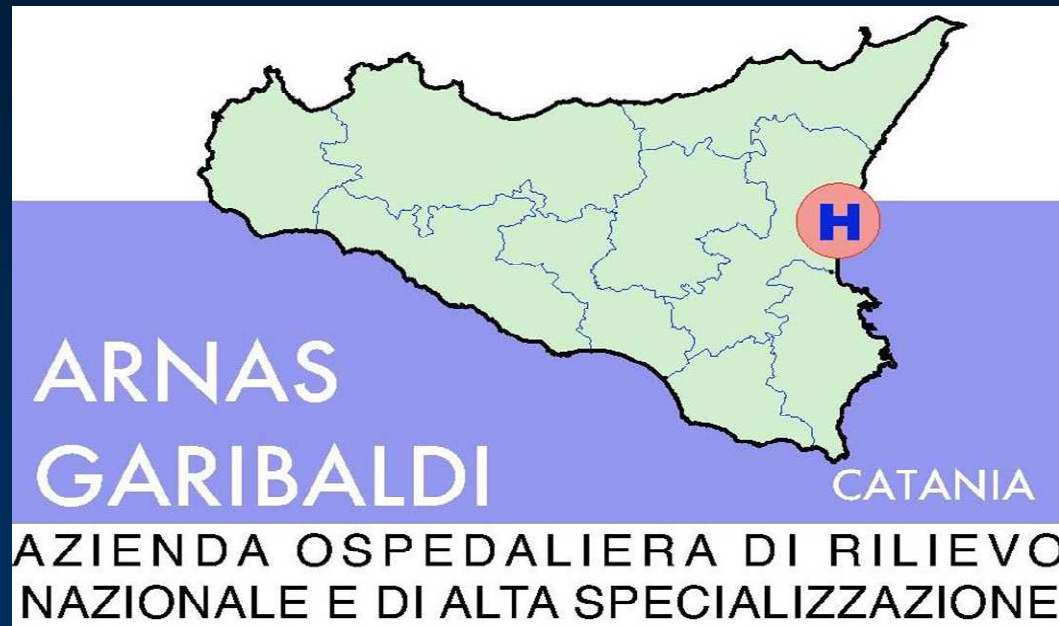 H
ARNAS
GARIBALDI
CATANIA
AZIENDA OSPEDALIERA DI RILIEVO
NAZIONALE E DI ALTA SPECIALIZZAZIONE